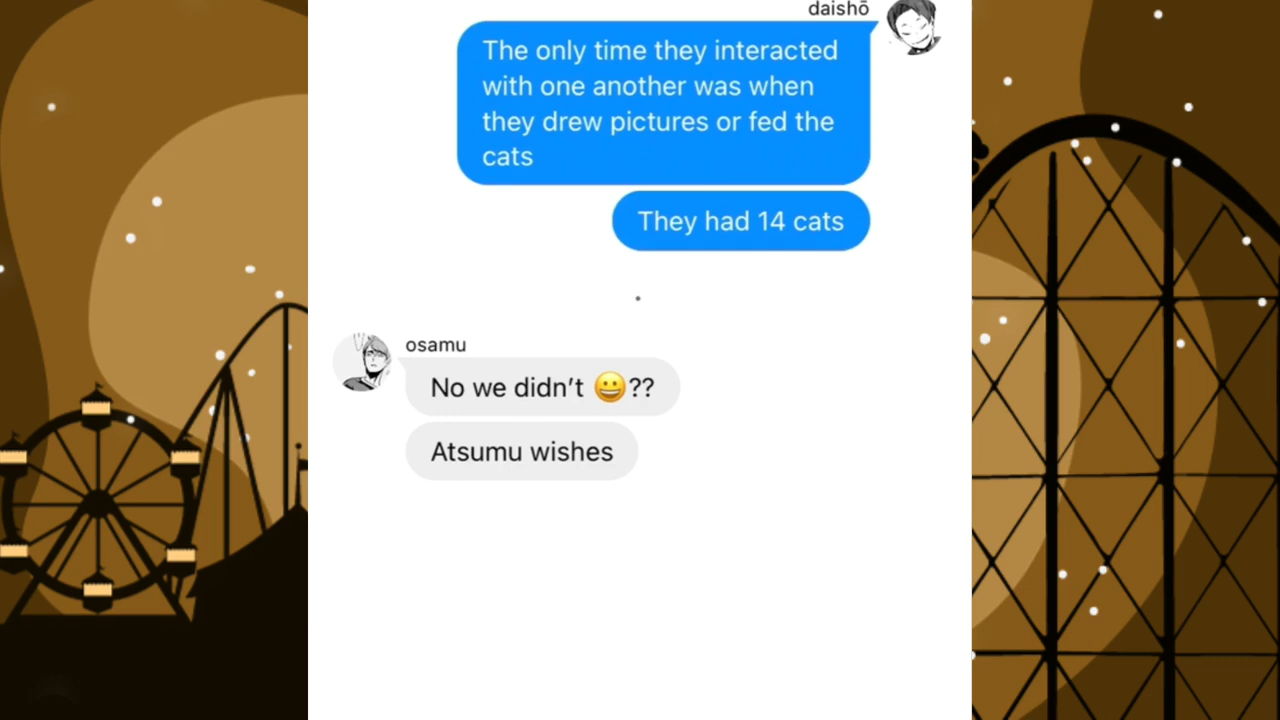 daishō
The only time they interacted
with one another was when
they drew pictures or fed the
cats
They had 14 cats
osamu
No we didn’t 😀??
Atsumu wishes